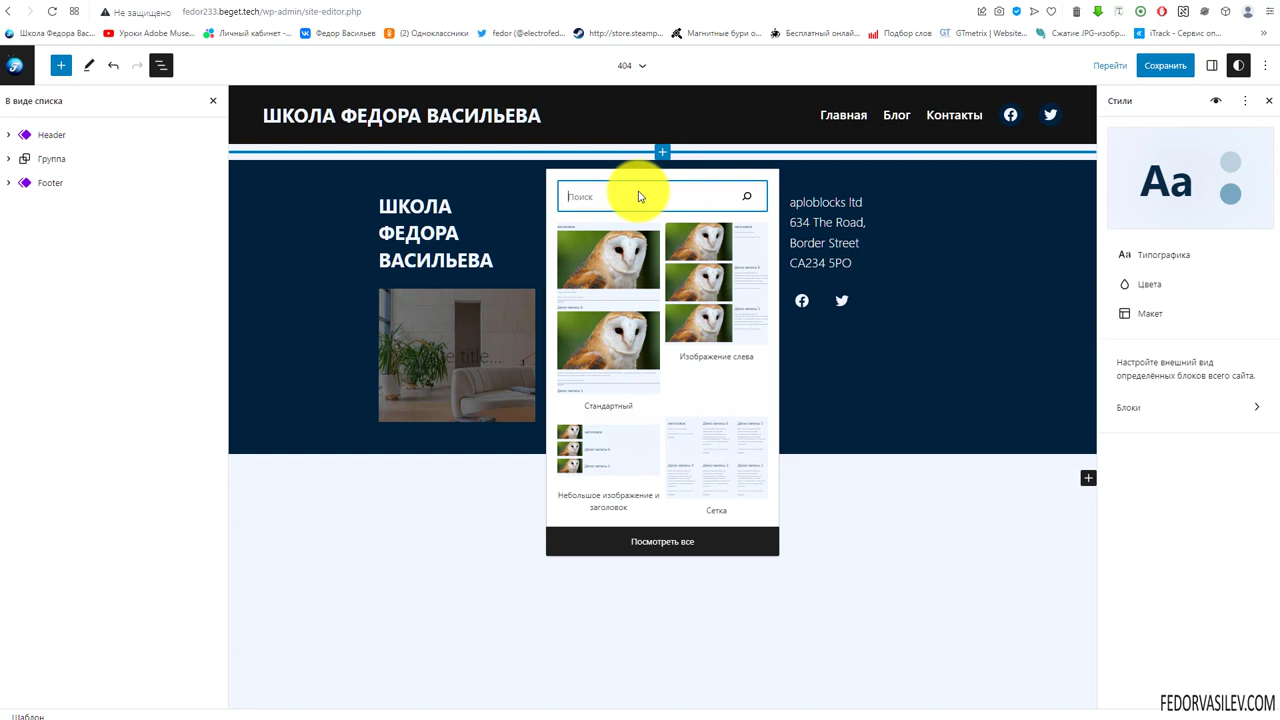 Не защищено
fedor233.beget.tech/wp-admin/site-editor.php
Школа Федора Вас...
Уроки Adobe Muse...
Личный кабинет -...
Федор Васильев
(2) Одноклассники
fedor (@electrofed...
http://store.steamp...
Магнитные бури о...
Бесплатный онлай...
Подбор слов
GT
GTmetrix | Website...
Сжатие JPG-изобр...
iTrack - Сервис оп...
404
Перейти
Сохранить
В виде списка
Header
Группа
Footer
ШКОЛА ФЕДОРА ВАСИЛЬЕВА
Главная
Блог
Контакты
ШКОЛА
ФЕДОРА
ВАСИЛЬЕВА
title...
Поиск
Стандартный
Изображение слева
Небольшое изображение и
заголовок
Сетка
Посмотреть все
aploblocks ltd
634 The Road,
Border Street
CA234 5PO
Стили
Aa
Aa Типографика
Цвета
Макет
Настройте внешний вид
определённых блоков всего сайта.
Блоки
Шаблон
FEDORVASILEV.COM